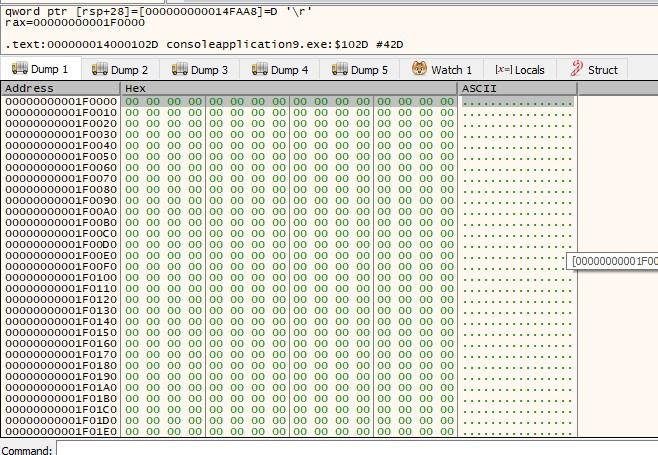 qword ptr [rsp+28]=[000000000014FAA8]=D '\r'
rax=00000000001F0000
.text:000000014000102D consoleapplication9.exe:$102D #42D
Dump 1 Dump 2 Dump 3 Dump 4 Dump 5 Watch 1 [x=] Locals Struct
Address Hex ASCII
00000000001F0000 00 00 00 00 00 00 00 00 00 00 00 00 00 00 00 00 ................
00000000001F0010 00 00 00 00 00 00 00 00 00 00 00 00 00 00 00 00 ................
00000000001F0020 00 00 00 00 00 00 00 00 00 00 00 00 00 00 00 00 ................
00000000001F0030 00 00 00 00 00 00 00 00 00 00 00 00 00 00 00 00 ................
00000000001F0040 00 00 00 00 00 00 00 00 00 00 00 00 00 00 00 00 ................
00000000001F0050 00 00 00 00 00 00 00 00 00 00 00 00 00 00 00 00 ................
00000000001F0060 00 00 00 00 00 00 00 00 00 00 00 00 00 00 00 00 ................
00000000001F0070 00 00 00 00 00 00 00 00 00 00 00 00 00 00 00 00 ................
00000000001F0080 00 00 00 00 00 00 00 00 00 00 00 00 00 00 00 00 ................
00000000001F0090 00 00 00 00 00 00 00 00 00 00 00 00 00 00 00 00 ................
00000000001F00A0 00 00 00 00 00 00 00 00 00 00 00 00 00 00 00 00 ................
00000000001F00B0 00 00 00 00 00 00 00 00 00 00 00 00 00 00 00 00 ................
00000000001F00C0 00 00 00 00 00 00 00 00 00 00 00 00 00 00 00 00 ................
00000000001F00D0 00 00 00 00 00 00 00 00 00 00 00 00 00 00 00 00 ................
00000000001F00E0 00 00 00 00 00 00 00 00 00 00 00 00 00 00 00 00 ................ [00000000001F00
00000000001F00F0 00 00 00 00 00 00 00 00 00 00 00 00 00 00 00 00 ................
00000000001F0100 00 00 00 00 00 00 00 00 00 00 00 00 00 00 00 00 ................
00000000001F0110 00 00 00 00 00 00 00 00 00 00 00 00 00 00 00 00 ................
00000000001F0120 00 00 00 00 00 00 00 00 00 00 00 00 00 00 00 00 ................
00000000001F0130 00 00 00 00 00 00 00 00 00 00 00 00 00 00 00 00 ................
00000000001F0140 00 00 00 00 00 00 00 00 00 00 00 00 00 00 00 00 ................
00000000001F0150 00 00 00 00 00 00 00 00 00 00 00 00 00 00 00 00 ................
00000000001F0160 00 00 00 00 00 00 00 00 00 00 00 00 00 00 00 00 ................
00000000001F0170 00 00 00 00 00 00 00 00 00 00 00 00 00 00 00 00 ................
00000000001F0180 00 00 00 00 00 00 00 00 00 00 00 00 00 00 00 00 ................
00000000001F0190 00 00 00 00 00 00 00 00 00 00 00 00 00 00 00 00 ................
00000000001F01A0 00 00 00 00 00 00 00 00 00 00 00 00 00 00 00 00 ................
00000000001F01B0 00 00 00 00 00 00 00 00 00 00 00 00 00 00 00 00 ................
00000000001F01C0 00 00 00 00 00 00 00 00 00 00 00 00 00 00 00 00 ................
00000000001F01D0 00 00 00 00 00 00 00 00 00 00 00 00 00 00 00 00 ................
00000000001F01E0 00 00 00 00 00 00 00 00 00 00 00 00 00 00 00 00 ................
Command: